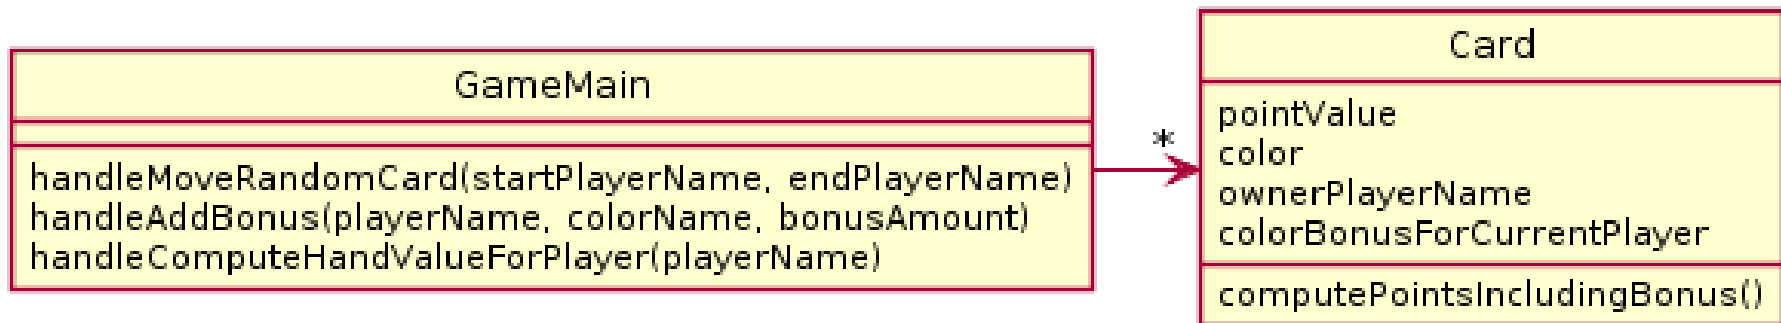 GameMain
handleMoveRandomCard(startPlayerName, endPlayerName)
handleAddBonus(playerName, colorName, bonusAmount)
handleComputeHandValueForPlayer(playerName)
*
Card
pointValue
color
ownerPlayerName
colorBonusForCurrentPlayer
computePointsIncludingBonus()